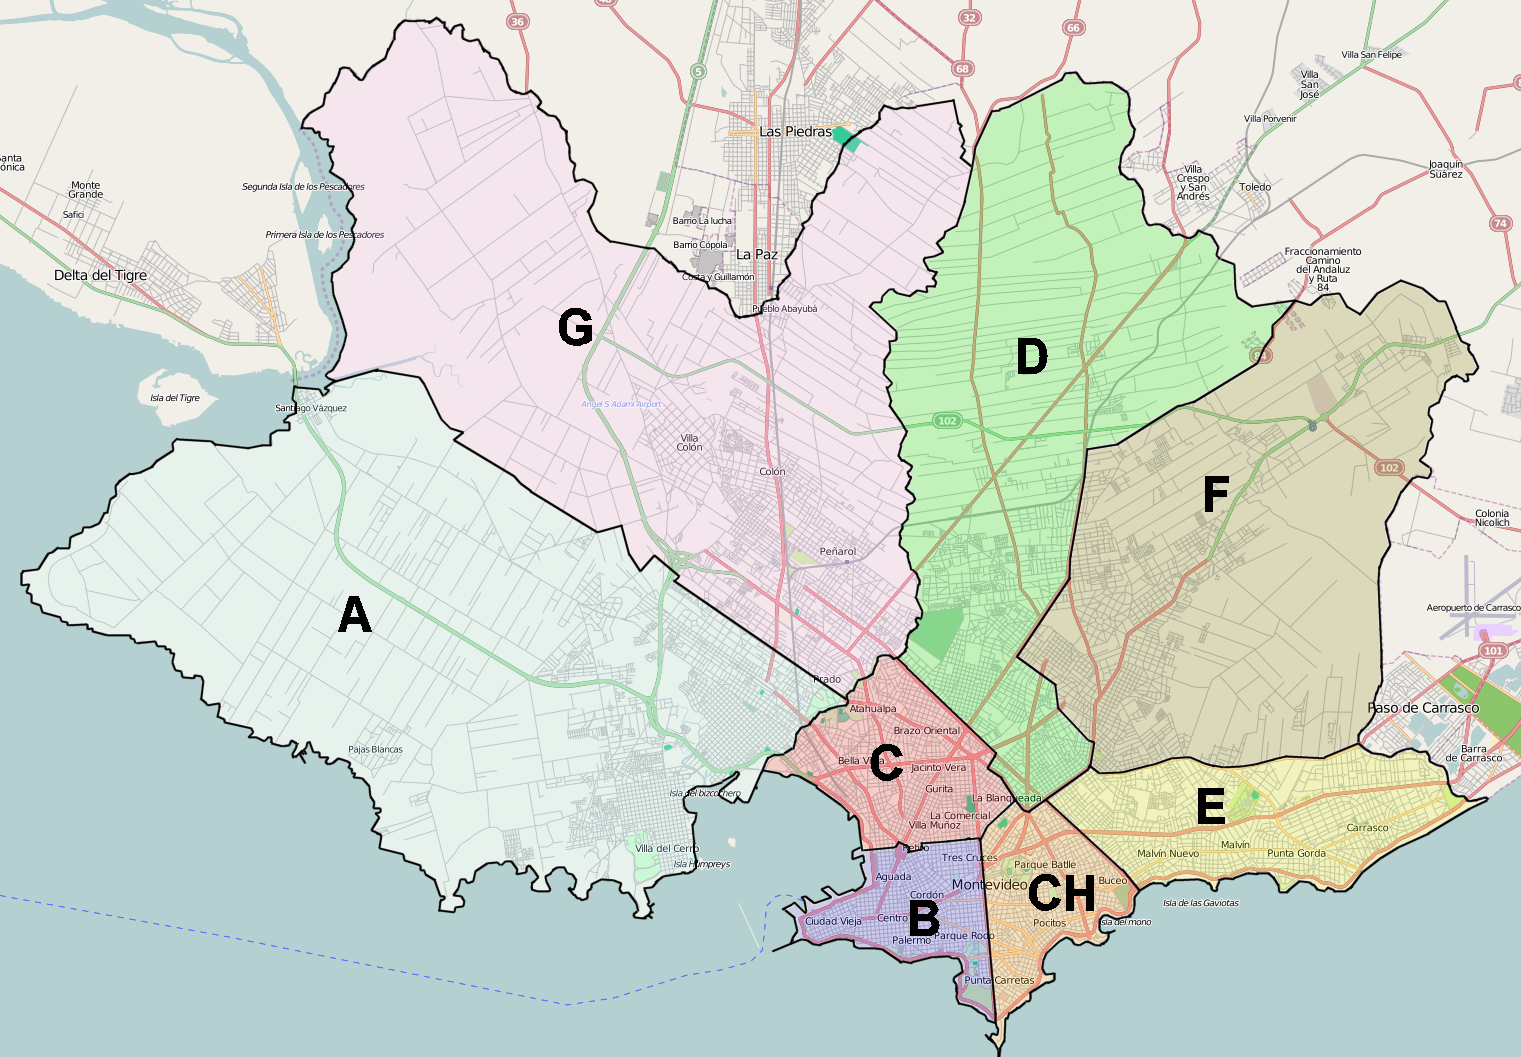 36
32
66
68
5
Villa San Felipe
Villa
San
José
Villa Porvenir
Las Piedras
Joaquín
Suárez
Monte
Grande
Safici
Segunda Isla de los Pescadores
Villa
Crespo
y San
Andrés
Toledo
74
Primera Isla de los Pescadores
Barrio La lucha
Barrio Cópola
La Paz
Costa y Guillamón
Delta del Tigre
Fraccionamiento
Camino
del Andaluz
y Ruta
84
Pueblo Abayubá
G
D
Isla del Tigre
Santiago Vázquez
Angel S Adami Airport
102
Villa
Colón
Colón
102
F
Colonia
Nicolich
Peñarol
A
Aeropuerto de Carrasco
101
Prado
Atahualpa
Paso de Carrasco
Brazo Oriental
Pajas Blancas
Bella Vista
C
Jacinto Vera
Barra
de Carrasco
Gurita
Isla del bizcochero
La Blanqueada
E
La Comercial
Villa Muñoz
Carrasco
Villa del Cerro
Isla Humpreys
Retiro
Tres Cruces
Malvín Nuevo
Malvín
Punta Gorda
Parque Batlle
Aguada
Montevideo
CH
Buceo
Cordón
Isla de las Gaviotas
Ciudad Vieja
Centro
B
Pocitos
Isla del mono
Palermo
Parque Rodo
Punta Carretas